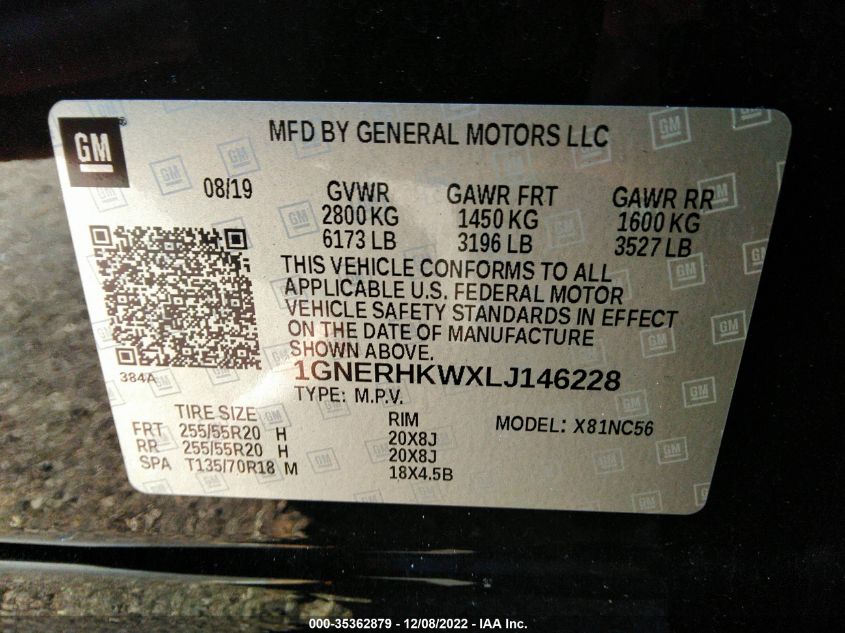 GM
MFD BY GENERAL MOTORS LLC
08/19 GVWR GAWR FRT GAWR RR
2800 KG 1450 KG 1600 KG
6173 LB 3196 LB 3527 LB
THIS VEHICLE CONFORMS TO ALL
APPLICABLE U.S. FEDERAL MOTOR
VEHICLE SAFETY STANDARDS IN EFFECT
ON THE DATE OF MANUFACTURE
SHOWN ABOVE.
384A 1GNERHKWXLJ146228
TYPE: M.P.V.
TIRE SIZE RIM MODEL: X81NC56
FRT 255/55R20 H 20X8J
RR 255/55R20 H 20X8J
SPA T135/70R18 M 18X4.5B
000-35362879 - 12/08/2022 - IAA Inc.